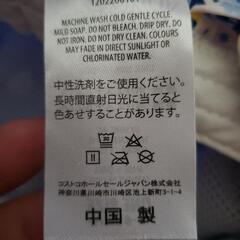 MACHINE WASH COLD GENTLE CYCLE,
MILD SOAP, DO NOT BLEACH. DRIP DRY, DO
NOT IRON. DO NOT DRY CLEAN. COLOURS
MAY FADE IN DIRECT SUNLIGHT OR
CHLORINATED WATER.
中性洗剤をご使用ください。
長時間直射日光に当てると
色あせすることがあります。
コストコホールセールジャパン株式会社
神奈川県川崎市川崎区池上新町3-1-4
中国 製